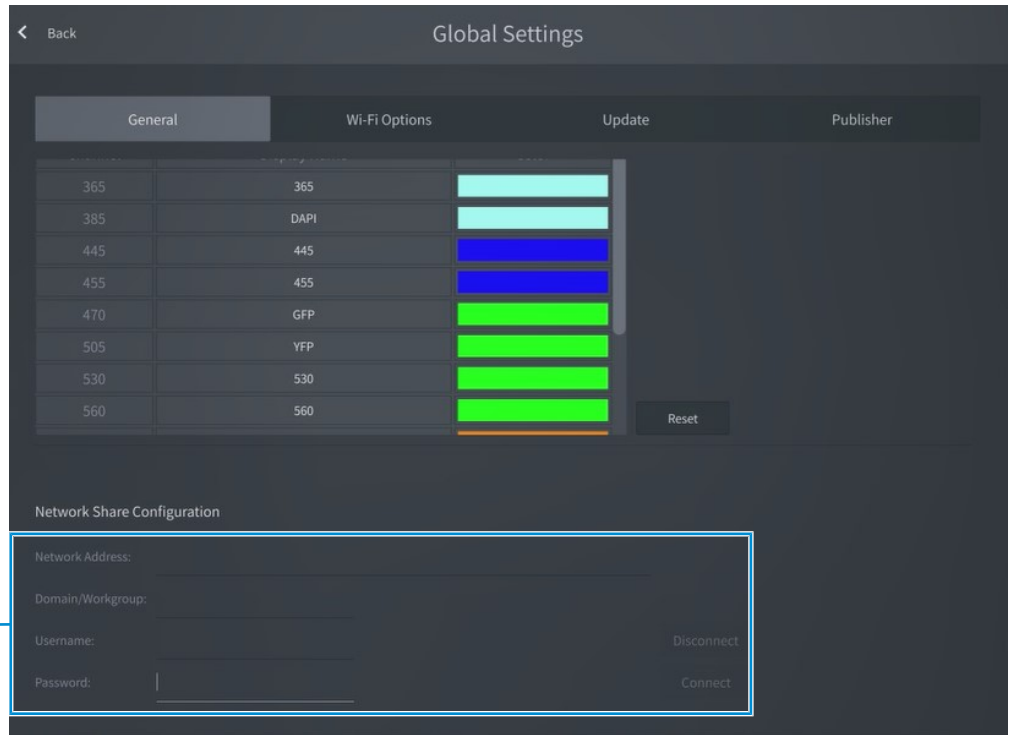 Back
Global Settings
General Wi-Fi Options Update Publisher
365 365
385 DAPI
445 445
455 455
470 GFP
505 YFP
530 530
560 560
Reset
Network Share Configuration
Network Address:
Domain/Workgroup:
Username:
Disconnect
Password:
Connect